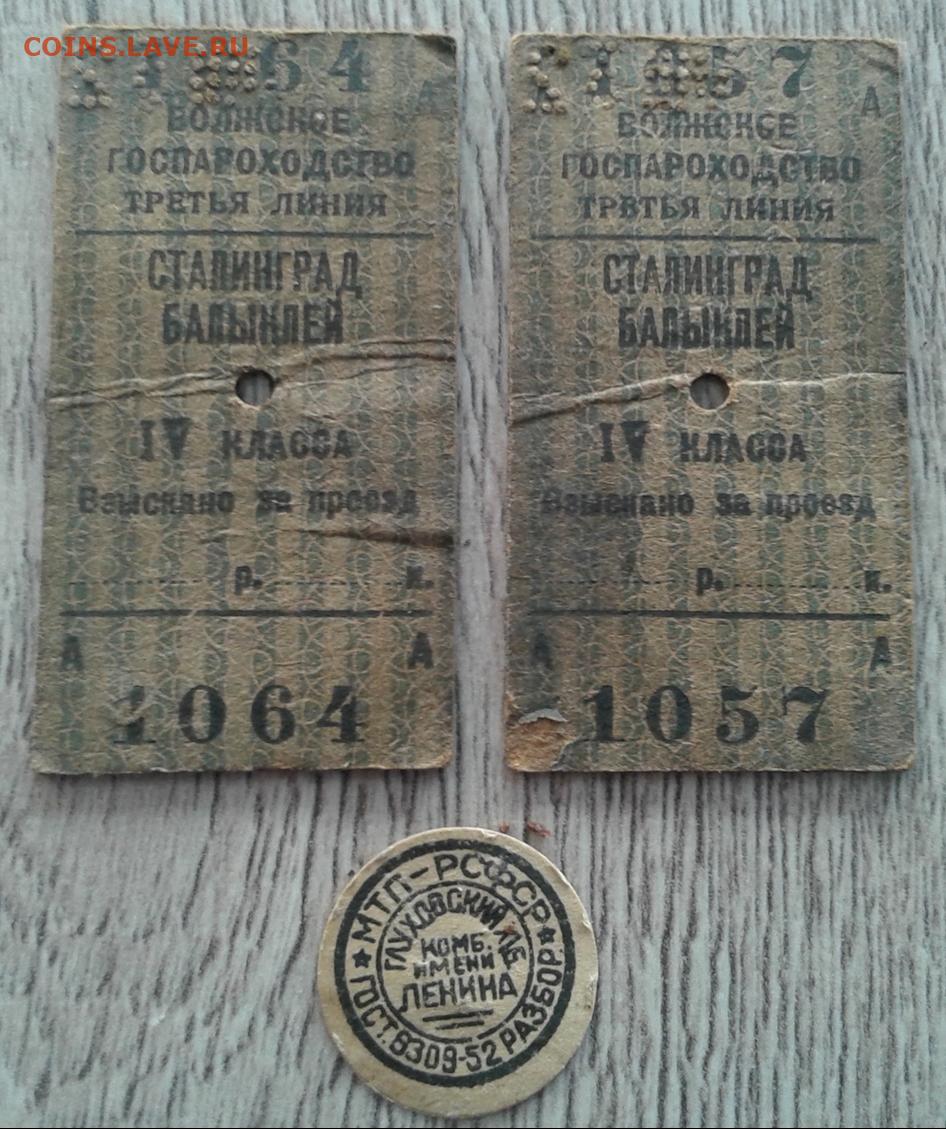 COINS.LAVE.RU
64
А
ВОЛЖСКОЕ
ГОСПАРОХОДСТВО
ТРЕТЬЯ ЛИНИЯ
СТАЛИНГРАД
БАЛЫКЛЕЙ
IV КЛАССА
Взыскано за проезд
р. к.
А А
1064
1057
А
ВОЛЖСКОЕ
ГОСПАРОХОДСТВО
ТРЕТЬЯ ЛИНИЯ
СТАЛИНГРАД
БАЛЫКЛЕЙ
IV КЛАССА
Взыскано за проезд
р. к.
А А
1057
★ МТП-РСФСР ★
ГОСТ.8309-52 РАЗБОР.
ГЛУХОВСКИЙ
КОМБ.
ИМЕНИ
ЛЕНИНА